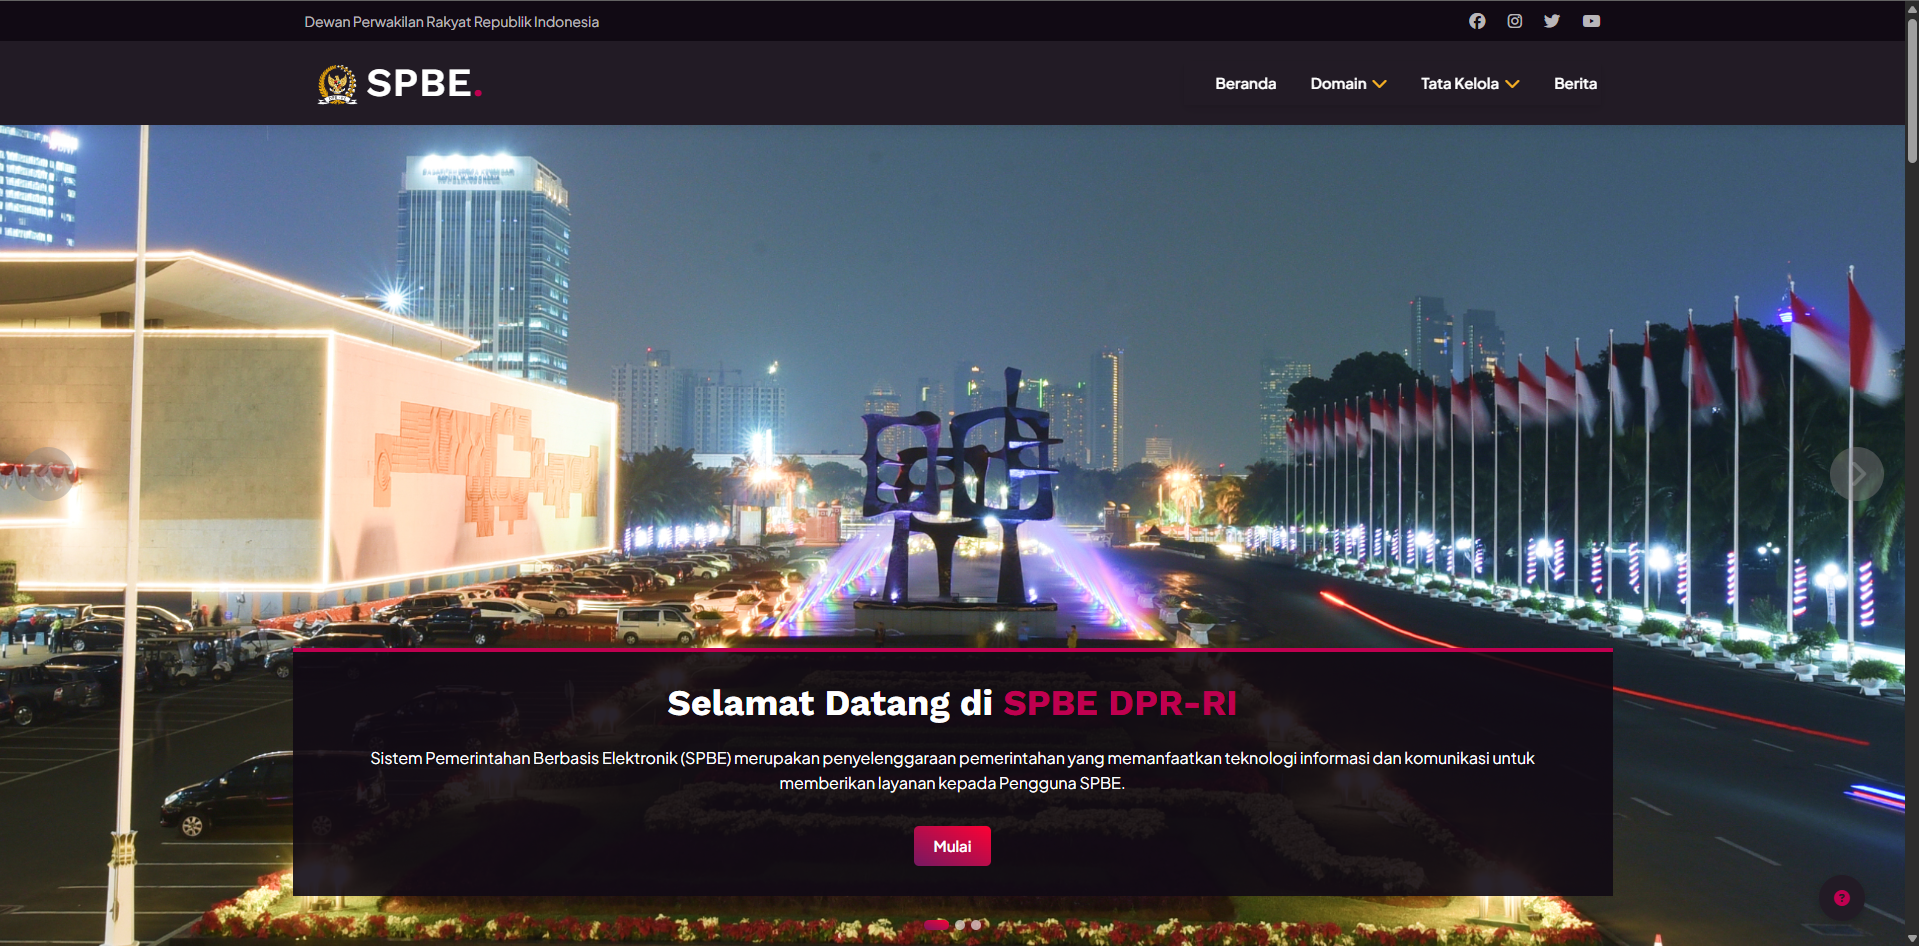 Dewan Perwakilan Rakyat Republik Indonesia
SPBE.
Beranda
Domain
Tata Kelola
Berita
Selamat Datang di SPBE DPR-RI
Sistem Pemerintahan Berbasis Elektronik (SPBE) merupakan penyelenggaraan pemerintahan yang memanfaatkan teknologi informasi dan komunikasi untuk
memberikan layanan kepada Pengguna SPBE.
Mulai
?